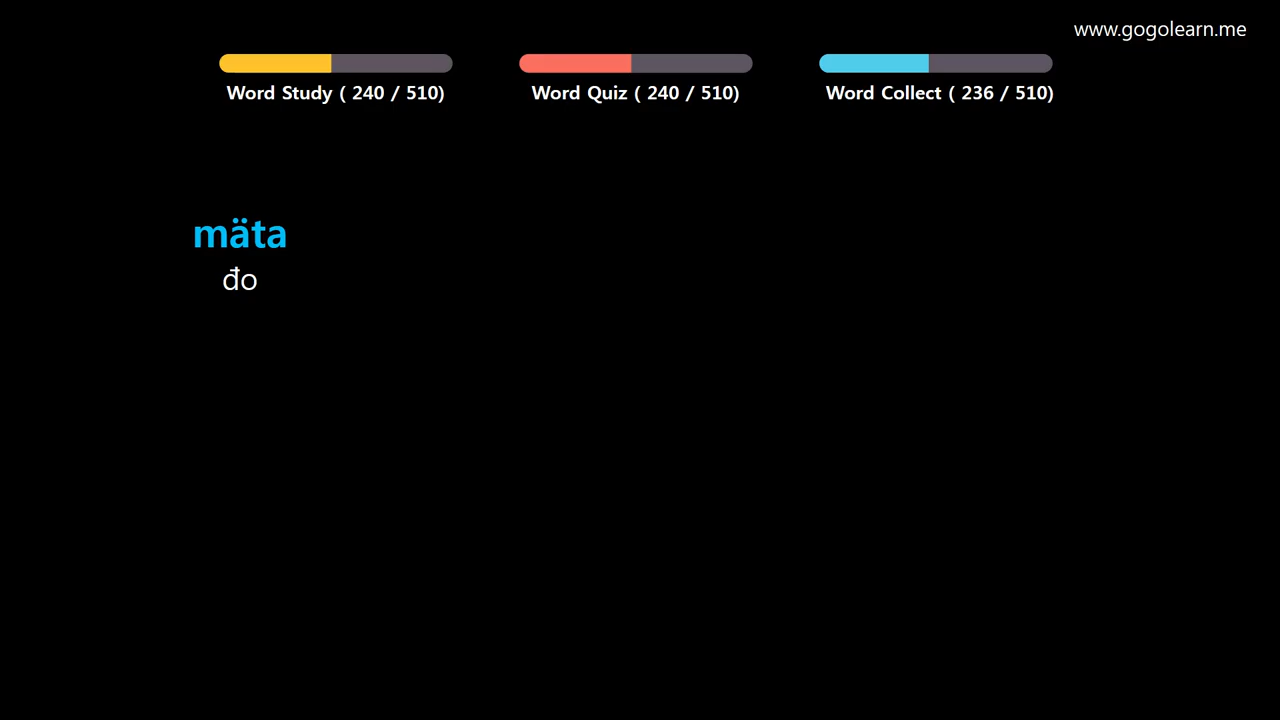 www.gogolearn.me
Word Study ( 240 / 510)
Word Quiz ( 240 / 510)
Word Collect ( 236 / 510)
mäta
đo